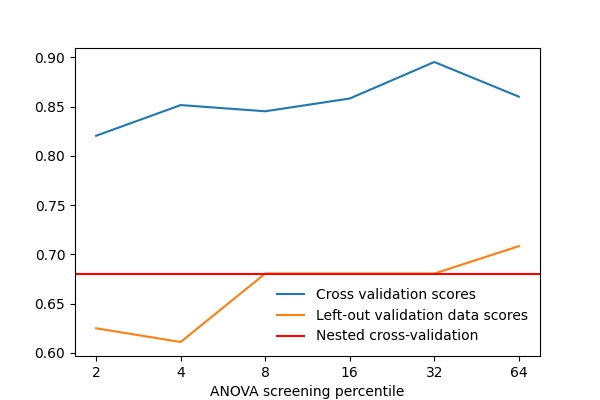 0.90
0.85
0.80
0.75
0.70
0.65
0.60
Cross validation scores
Left-out validation data scores
Nested cross-validation
2 4 8 16 32 64
ANOVA screening percentile